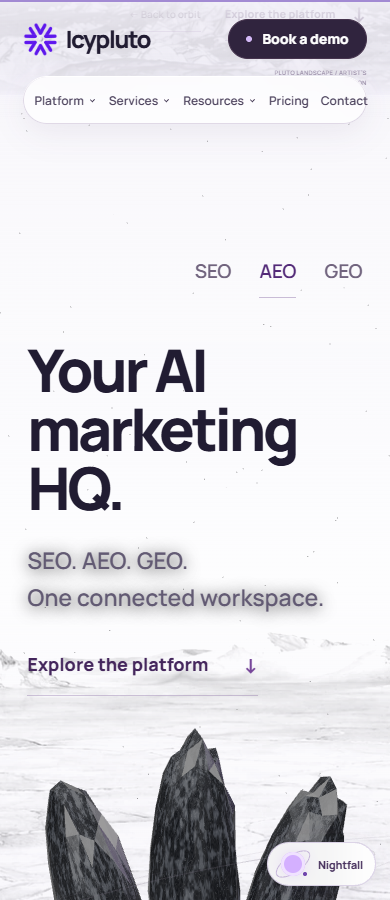 Back to orbit
Explore the platform ↓
Icypluto
Book a demo
PLUTO LANDSCAPE / ARTIST'S
Platform
Services
Resources
Pricing
Contact
SEO
AEO
GEO
Your AI
marketing
HQ.
SEO. AEO. GEO.
One connected workspace.
Explore the platform ↓
Nightfall